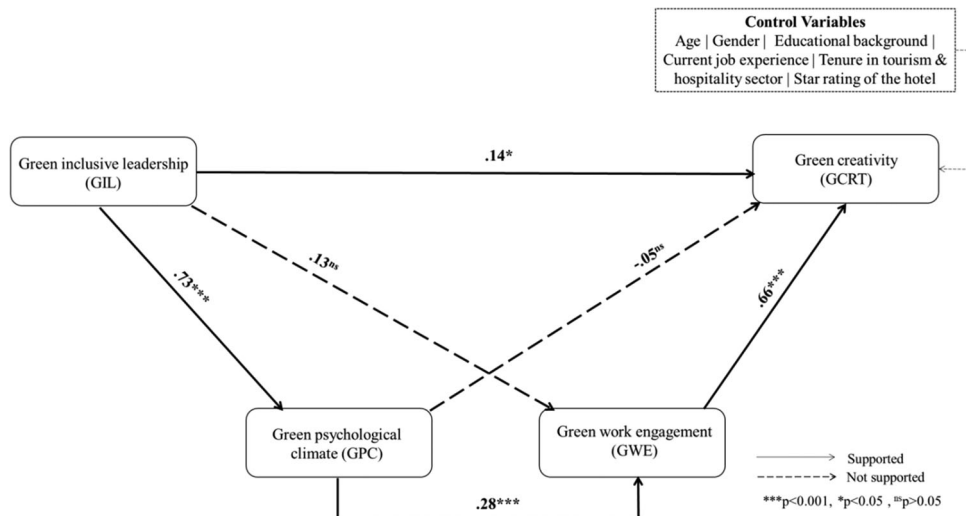 Control Variables
Age | Gender | Educational background |
Current job experience | Tenure in tourism &
hospitality sector | Star rating of the hotel
Green inclusive leadership
(GIL)
.14*
Green creativity
(GCRT)
.73***
.13ns
-.05ns
.66***
Green psychological
climate (GPC)
Green work engagement
(GWE)
.28***
Supported
Not supported
***p<0.001, *p<0.05 , nsp>0.05